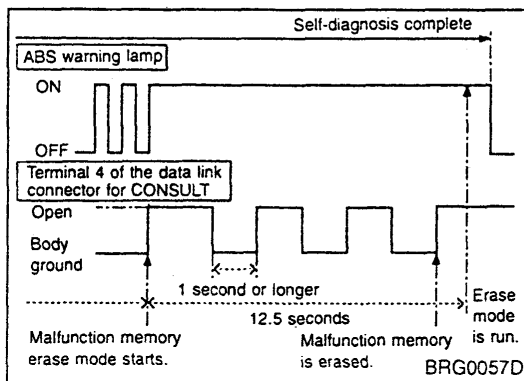 Self-diagnosis complete
ABS warning lamp
ON
OFF
Terminal 4 of the data link
connector for CONSULT
Open
Body
ground
1 second or longer
12.5 seconds
Erase
mode
is run.
Malfunction memory
erase mode starts.
Malfunction memory
is erased.
BRG0057D